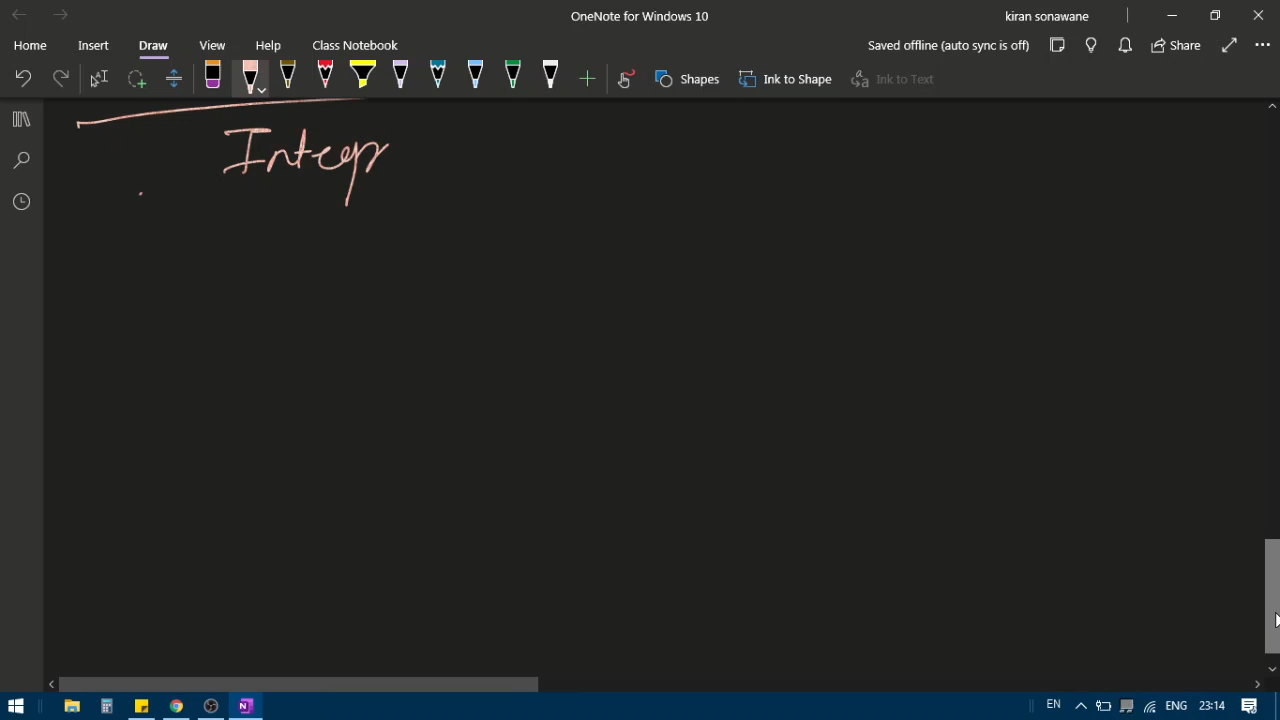 OneNote for Windows 10
kiran sonawane
Home Insert Draw View Help Class Notebook
Saved offline (auto sync is off) Share
Shapes Ink to Shape Ink to Text
Integr
EN ENG 23:14